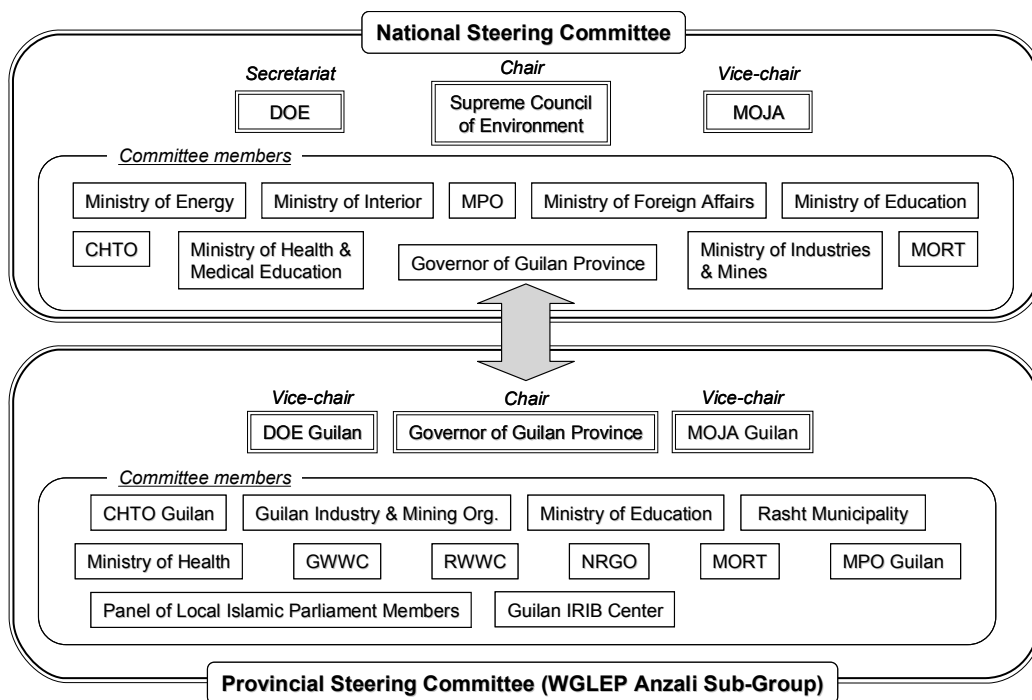 National Steering Committee
Secretariat
Chair
Vice-chair
DOE
Supreme Council
of Environment
MOJA
Committee members
Ministry of Energy
Ministry of Interior
MPO
Ministry of Foreign Affairs
Ministry of Education
CHTO
Ministry of Health &
Medical Education
Governor of Guilan Province
Ministry of Industries
& Mines
MORT
Vice-chair
Chair
Vice-chair
DOE Guilan
Governor of Guilan Province
MOJA Guilan
Committee members
CHTO Guilan
Guilan Industry & Mining Org.
Ministry of Education
Rasht Municipality
Ministry of Health
GWWC
RWWC
NRGO
MORT
MPO Guilan
Panel of Local Islamic Parliament Members
Guilan IRIB Center
Provincial Steering Committee (WGLEP Anzali Sub-Group)